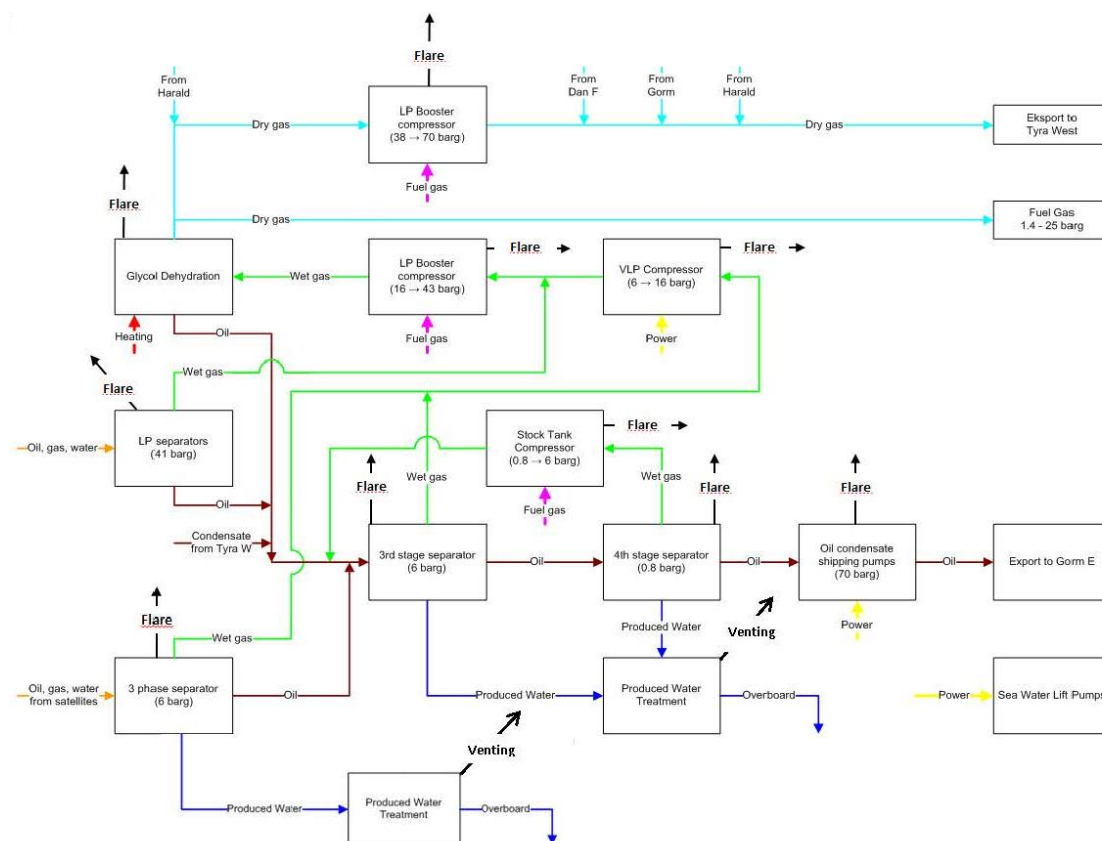 Flare
From
Harald
From
Dan F
From
Gorm
From
Harald
Dry gas
LP Booster
compressor
(38 → 70 barg)
Dry gas
Eksport to
Tyra West
Fuel gas
Flare
Dry gas
Fuel Gas
1.4 - 25 barg
Glycol Dehydration
Wet gas
LP Booster
compressor
(16 → 43 barg)
Flare
VLP Compressor
(6 → 16 barg)
Flare
Heating
Oil
Fuel gas
Power
Flare
Wet gas
Oil, gas, water
LP separators
(41 barg)
Stock Tank
Compressor
(0.8 → 6 barg)
Flare
Wet gas
Wet gas
Oil
Flare
Fuel gas
Flare
Flare
Condensate
from Tyra W
3rd stage separator
(6 barg)
Oil
4th stage separator
(0.8 barg)
Oil
Oil condensate
shipping pumps
(70 barg)
Oil
Export to Gorm E
Flare
Wet gas
Produced Water
Venting
Power
Oil, gas, water
from satellites
3 phase separator
(6 barg)
Oil
Produced Water
Produced Water
Treatment
Overboard
Power
Sea Water Lift Pumps
Venting
Produced Water
Produced Water
Treatment
Overboard